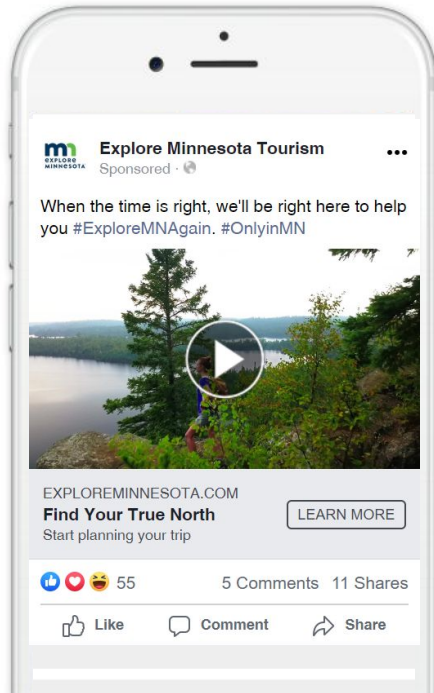 mn
EXPLORE
MINNESOTA
Explore Minnesota Tourism
Sponsored ·
When the time is right, we'll be right here to help
you #ExploreMNAgain. #OnlyinMN
EXPLOREMINNESOTA.COM
Find Your True North
LEARN MORE
Start planning your trip
55
5 Comments 11 Shares
Like
Comment
Share